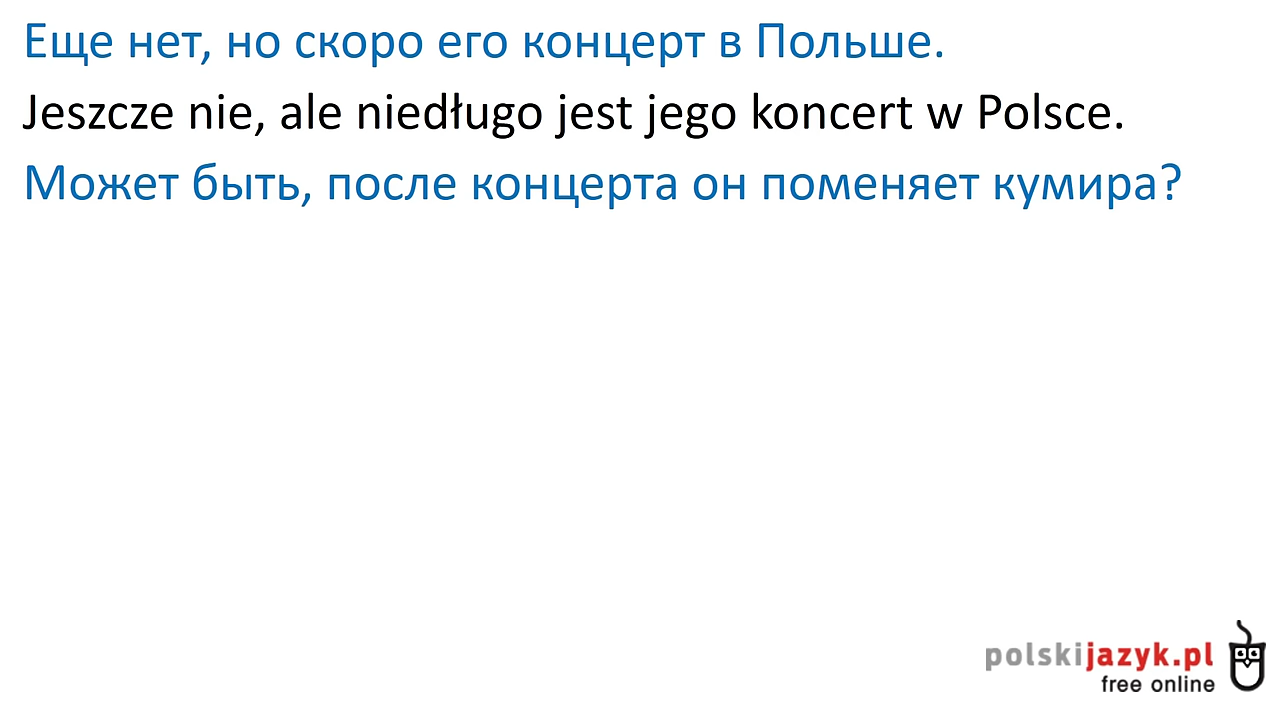 Еще нет, но скоро его концерт в Польше.
Jeszcze nie, ale niedługo jest jego koncert w Polsce.
Может быть, после концерта он поменяет кумира?
polskijazyk.pl
free online